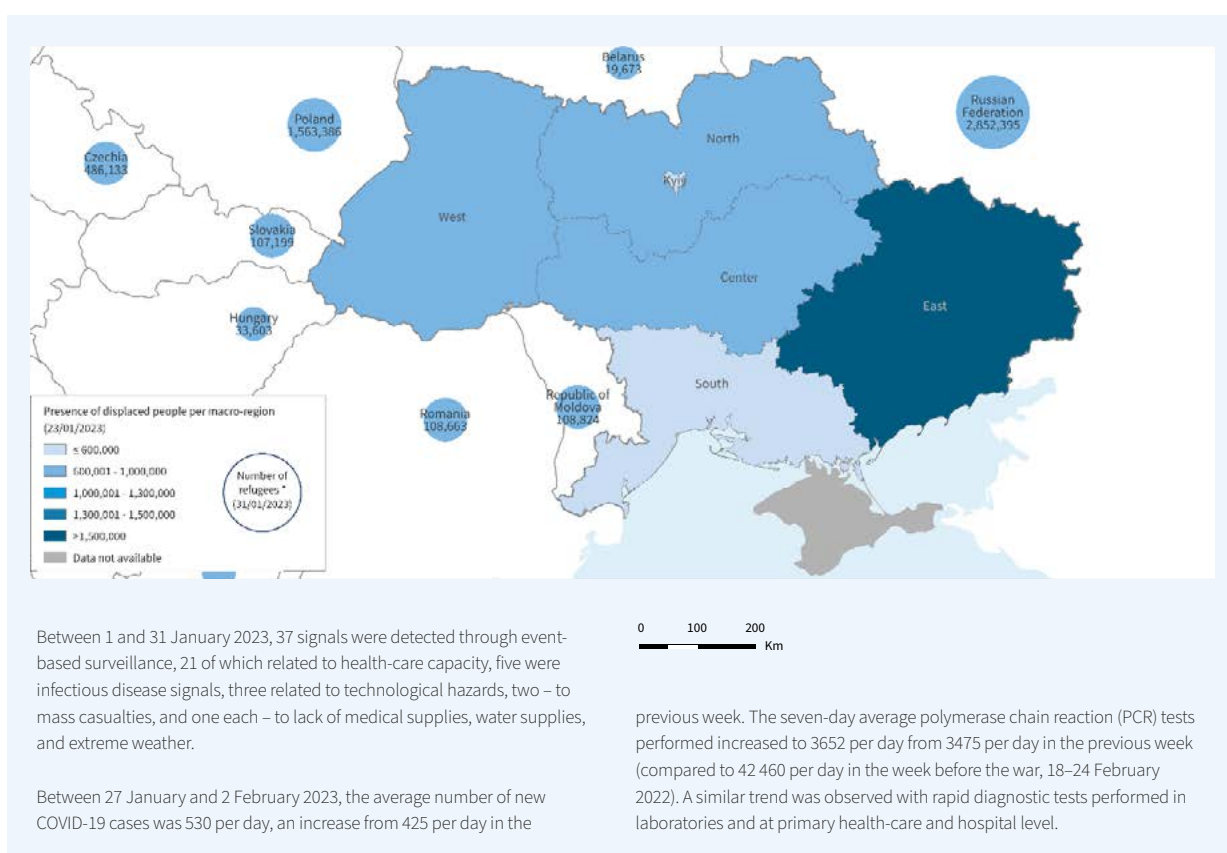 Belarus
19,673
Russian
Federation
2,852,395
Poland
1,563,386
North
Czechia
486,133
Kyiv
West
Slovakia
107,199
Center
East
Hungary
33,603
South
Republic of
Moldova
108,824
Romania
108,663
Presence of displaced people per macro-region
(23/01/2023)
≤ 600,000
600,001 - 1,000,000
1,000,001 - 1,300,000
1,300,001 - 1,500,000
>1,500,000
Data not available
Number of
refugees *
(31/01/2023)
Between 1 and 31 January 2023, 37 signals were detected through event-
based surveillance, 21 of which related to health-care capacity, five were
infectious disease signals, three related to technological hazards, two – to
mass casualties, and one each – to lack of medical supplies, water supplies,
and extreme weather.
Between 27 January and 2 February 2023, the average number of new
COVID-19 cases was 530 per day, an increase from 425 per day in the
0 100 200
Km
previous week. The seven-day average polymerase chain reaction (PCR) tests
performed increased to 3652 per day from 3475 per day in the previous week
(compared to 42 460 per day in the week before the war, 18–24 February
2022). A similar trend was observed with rapid diagnostic tests performed in
laboratories and at primary health-care and hospital level.